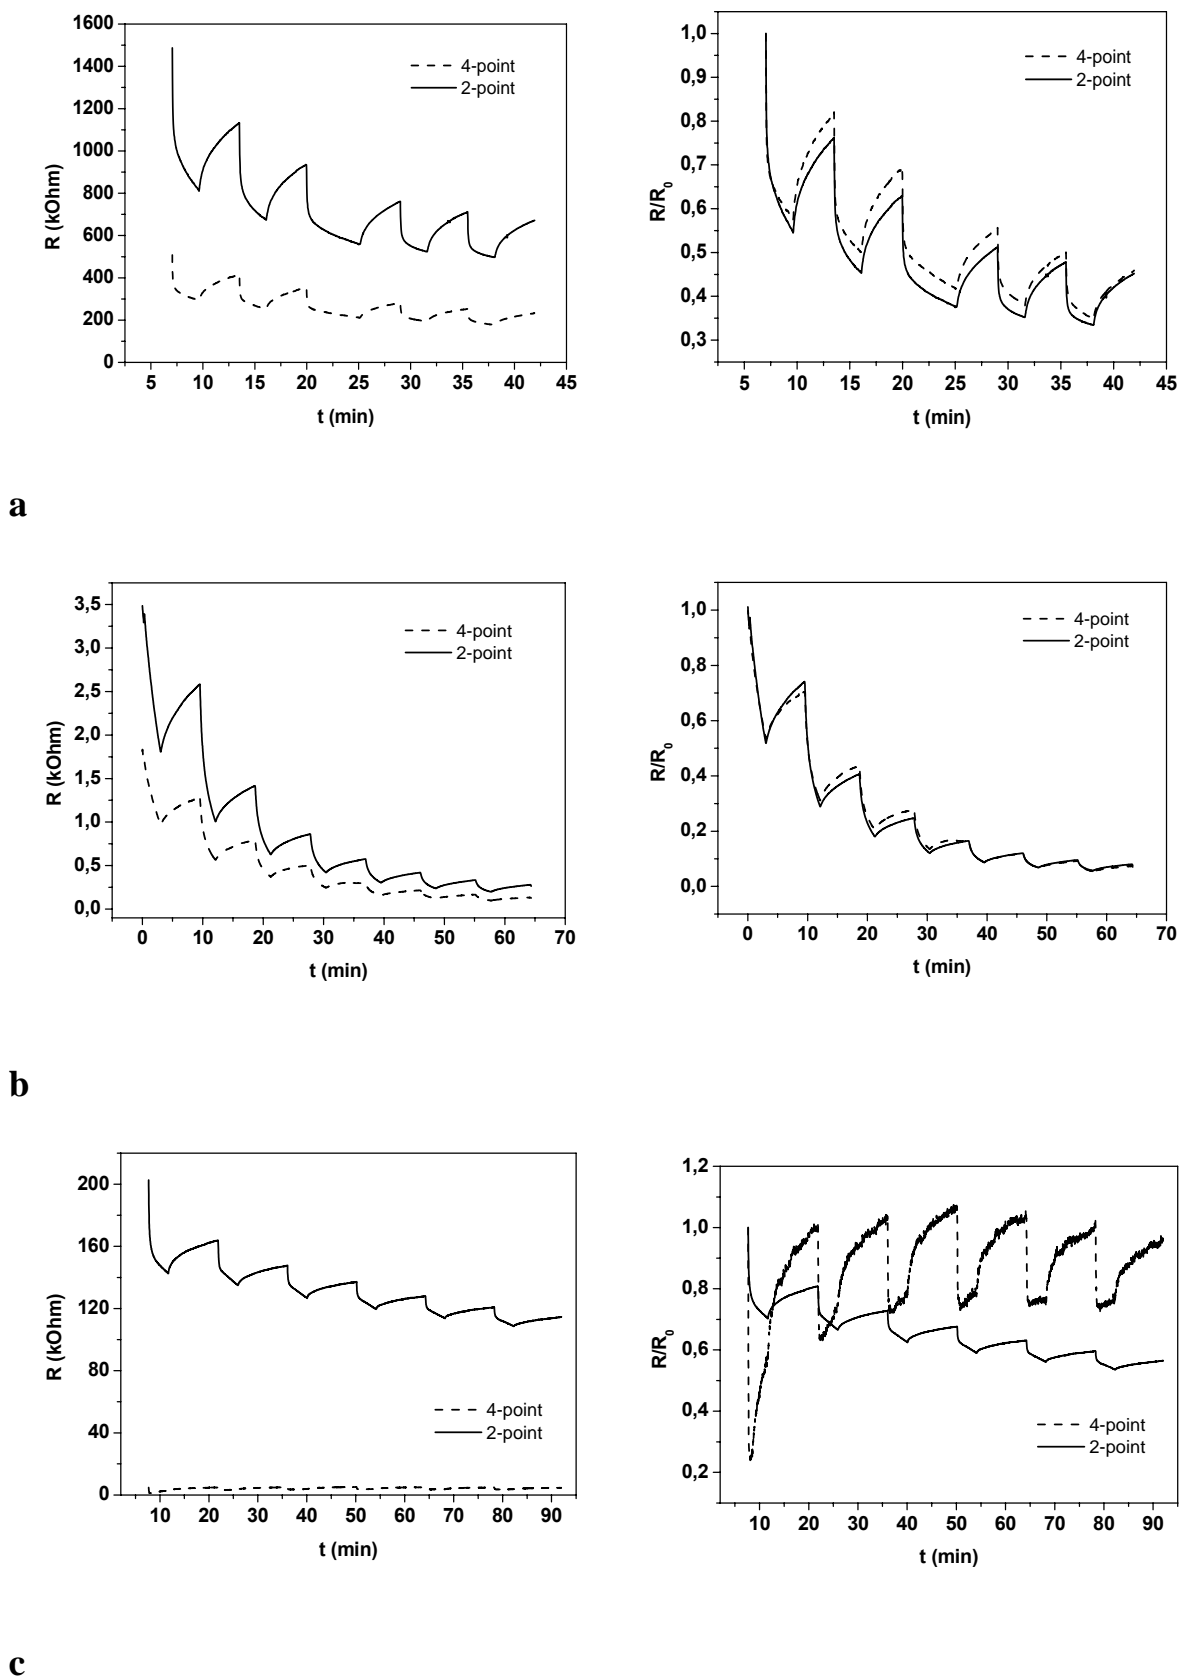 1600
1400
1200
1000
800
600
400
200
0
R (kOhm)
5 10 15 20 25 30 35 40 45
t (min)
4-point
2-point
1,0
0,9
0,8
0,7
0,6
0,5
0,4
0,3
R/R0
5 10 15 20 25 30 35 40 45
t (min)
4-point
2-point
a
3,5
3,0
2,5
2,0
1,5
1,0
0,5
0,0
R (kOhm)
0 10 20 30 40 50 60 70
t (min)
4-point
2-point
1,0
0,8
0,6
0,4
0,2
0,0
R/R0
0 10 20 30 40 50 60 70
t (min)
4-point
2-point
b
200
160
120
80
40
0
R (kOhm)
10 20 30 40 50 60 70 80 90
t (min)
4-point
2-point
1,2
1,0
0,8
0,6
0,4
0,2
R/R0
10 20 30 40 50 60 70 80 90
t (min)
4-point
2-point
c